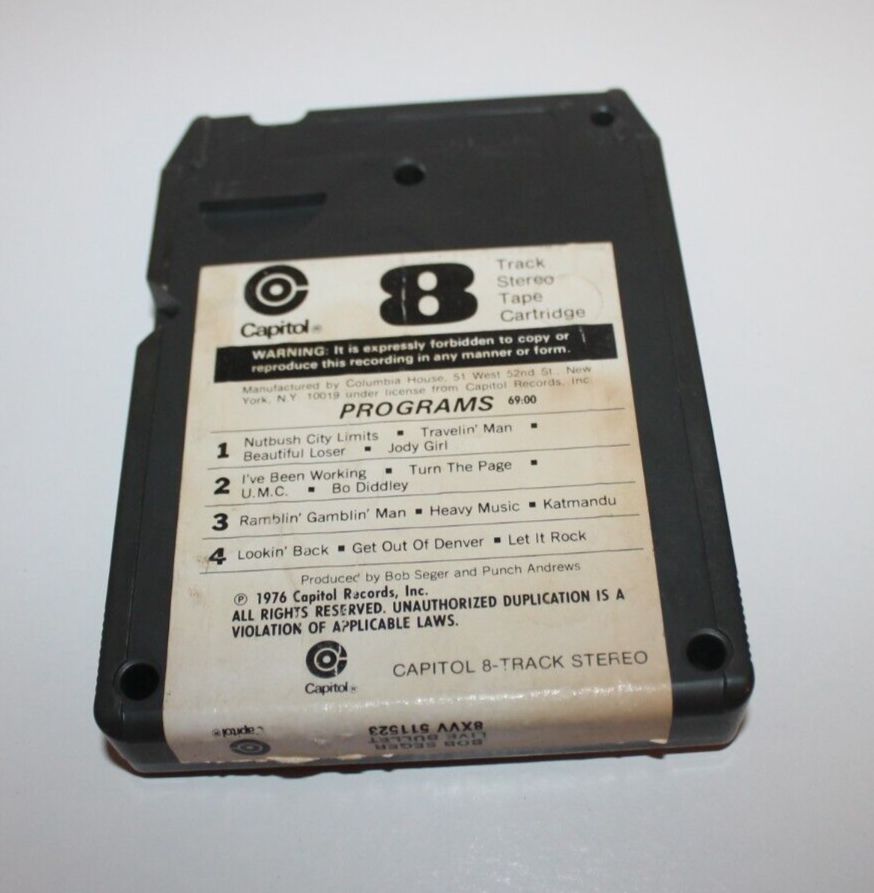 Capitol®
8
Track
Stereo
Tape
Cartridge
WARNING: It is expressly forbidden to copy or
reproduce this recording in any manner or form.
Manufactured by Columbia House, 51 West 52nd St., New
York, N.Y. 10019 under license from Capitol Records, Inc.
PROGRAMS 69:00
1 Nutbush City Limits ▪ Travelin' Man ▪
Beautiful Loser ▪ Jody Girl
2 I've Been Working ▪ Turn The Page ▪
U.M.C. ▪ Bo Diddley
3 Ramblin' Gamblin' Man ▪ Heavy Music ▪ Katmandu
4 Lookin' Back ▪ Get Out Of Denver ▪ Let It Rock
Produced by Bob Seger and Punch Andrews
Ⓟ 1976 Capitol Records, Inc.
ALL RIGHTS RESERVED. UNAUTHORIZED DUPLICATION IS A
VIOLATION OF APPLICABLE LAWS.
Capitol®
CAPITOL 8-TRACK STEREO
BOB SEGER
LIVE BULLET
8XVV 511523
Capitol®